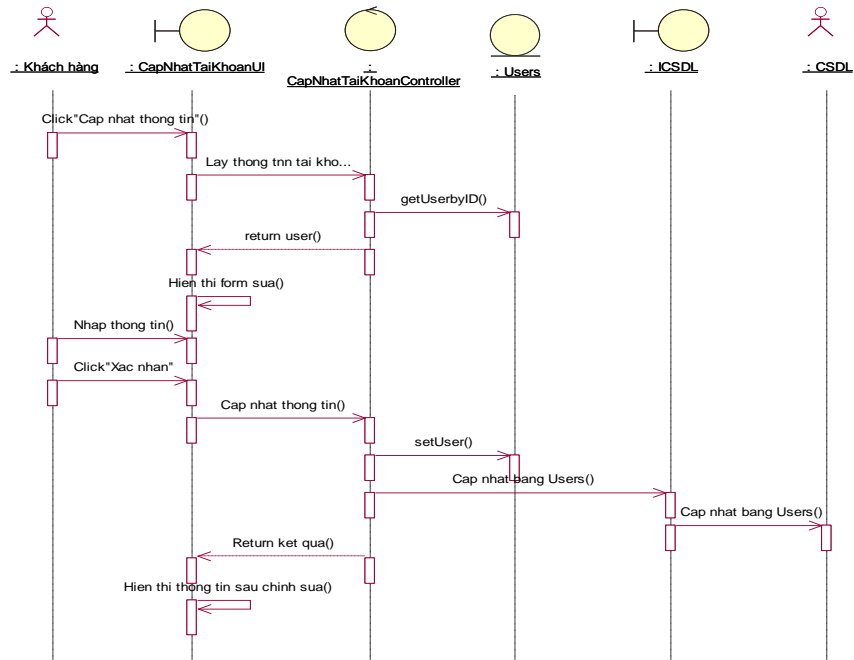 : Khách hàng
: CapNhatTaiKhoanUI
:
CapNhatTaiKhoanController
: Users
: ICSDL
: CSDL
Click"Cap nhat thong tin"()
Lay thong tnn tai kho...
getUserbyID()
return user()
Hien thi form sua()
Nhap thong tin()
Click"Xac nhan"
Cap nhat thong tin()
setUser()
Cap nhat bang Users()
Cap nhat bang Users()
Return ket qua()
Hien thi thong tin sau chinh sua()